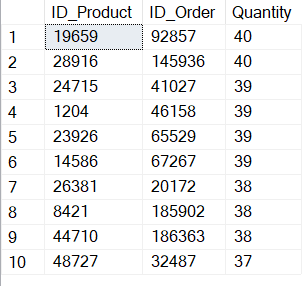 ID_Product ID_Order Quantity
1 19659 92857 40
2 28916 145936 40
3 24715 41027 39
4 1204 46158 39
5 23926 65529 39
6 14586 67267 39
7 26381 20172 38
8 8421 185902 38
9 44710 186363 38
10 48727 32487 37